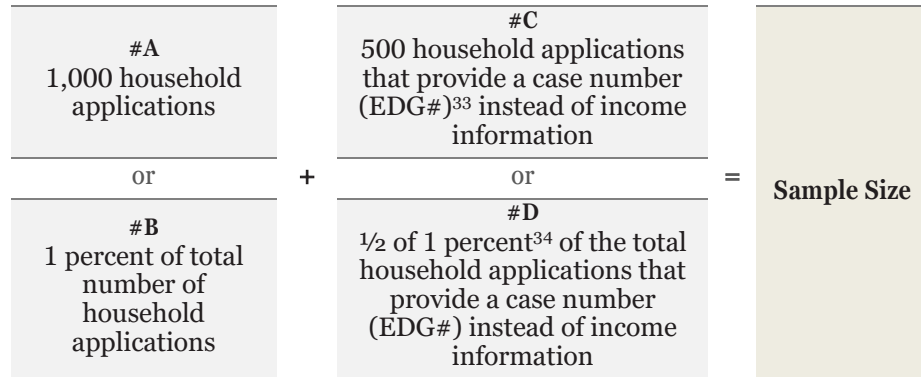 #A
1,000 household
applications
or
#B
1 percent of total
number of
household
applications
+
#C
500 household applications
that provide a case number
(EDG#)³³ instead of income
information
or
#D
½ of 1 percent³⁴ of the total
household applications that
provide a case number
(EDG#) instead of income
information
=
Sample Size